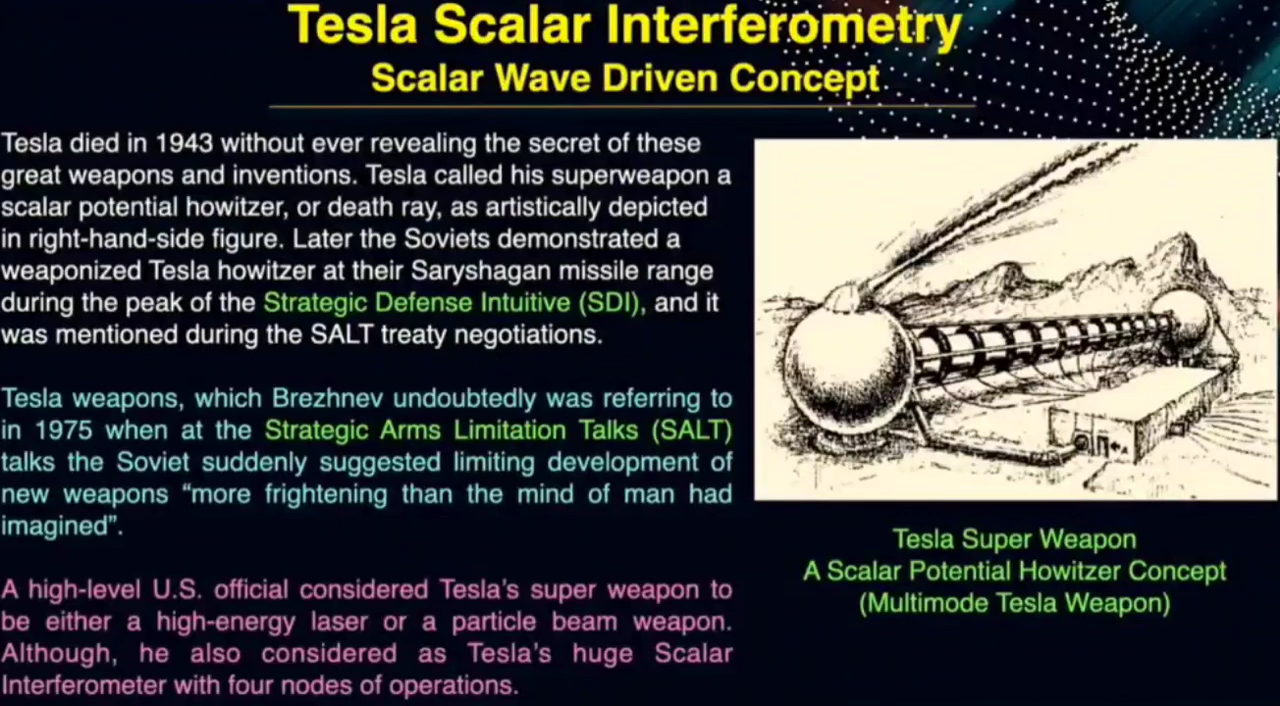 Tesla Scalar Interferometry
Scalar Wave Driven Concept
Tesla died in 1943 without ever revealing the secret of these
great weapons and inventions. Tesla called his superweapon a
scalar potential howitzer, or death ray, as artistically depicted
in right-hand-side figure. Later the Soviets demonstrated a
weaponized Tesla howitzer at their Saryshagan missile range
during the peak of the Strategic Defense Intuitive (SDI), and it
was mentioned during the SALT treaty negotiations.
Tesla weapons, which Brezhnev undoubtedly was referring to
in 1975 when at the Strategic Arms Limitation Talks (SALT)
talks the Soviet suddenly suggested limiting development of
new weapons “more frightening than the mind of man had
imagined”.
A high-level U.S. official considered Tesla’s super weapon to
be either a high-energy laser or a particle beam weapon.
Although, he also considered as Tesla’s huge Scalar
Interferometer with four nodes of operations.
Tesla Super Weapon
A Scalar Potential Howitzer Concept
(Multimode Tesla Weapon)